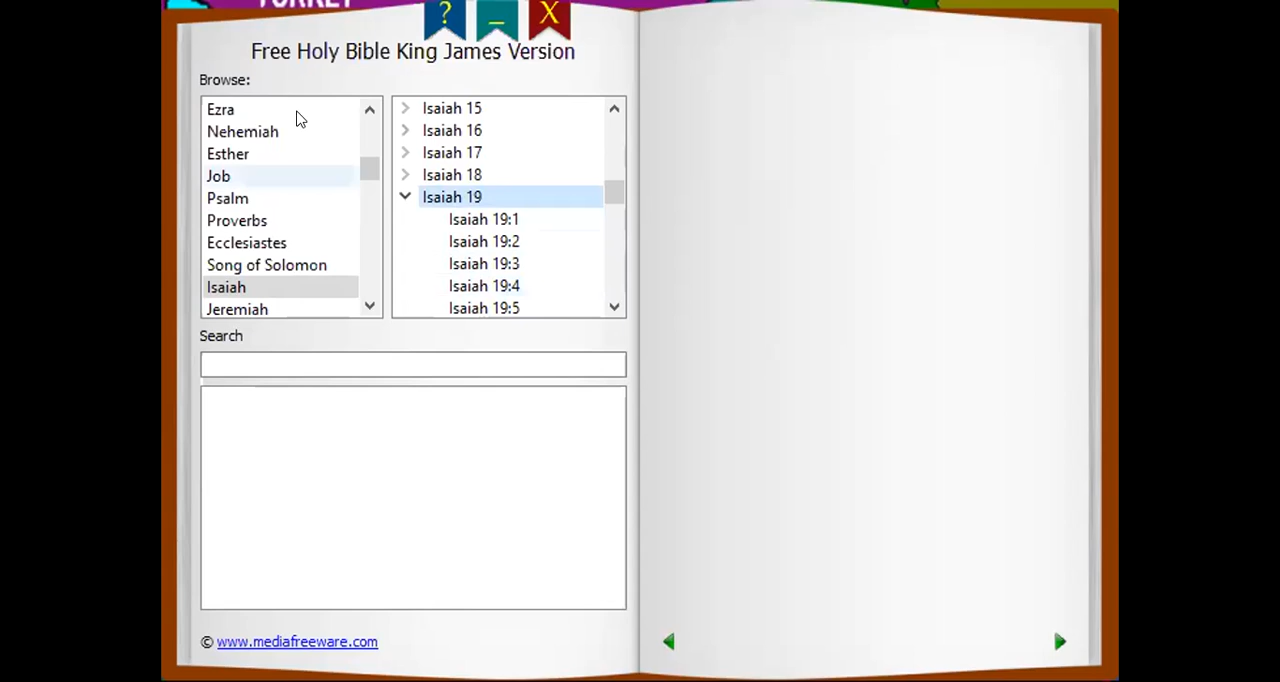 TURKEY
? _ X
Free Holy Bible King James Version
Browse:
Ezra
Nehemiah
Esther
Job
Psalm
Proverbs
Ecclesiastes
Song of Solomon
Isaiah
Jeremiah
Isaiah 15
Isaiah 16
Isaiah 17
Isaiah 18
Isaiah 19
Isaiah 19:1
Isaiah 19:2
Isaiah 19:3
Isaiah 19:4
Isaiah 19:5
Search
© www.mediafreeware.com